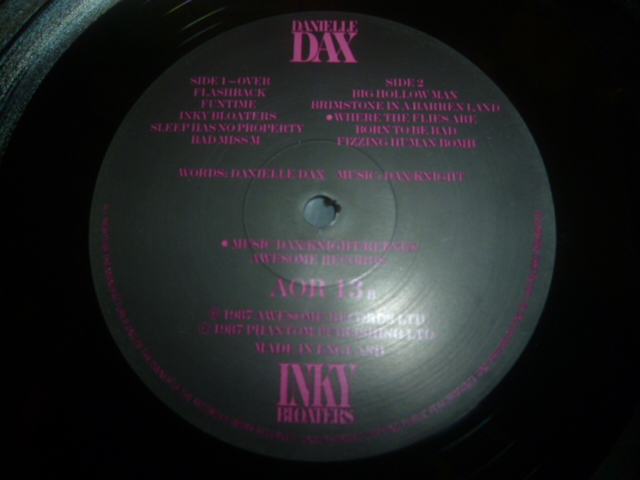 DANIELLE
DAX
SIDE 1 — OVER
FLASHBACK
FUNTIME
INKY BLOATERS
SLEEP HAS NO PROPERTY
BAD MISS M
SIDE 2
BIG HOLLOW MAN
BRIMSTONE IN A BARREN LAND
• WHERE THE FLIES ARE
BORN TO BE BAD
FIZZING HUMAN BOMB
WORDS: DANIELLE DAX MUSIC: DAX/KNIGHT
• MUSIC DAX/KNIGHT/
AWESOME RECORDS
AOR 13 B
℗ 1987 AWESOME RECORDS LTD
© 1987 PHANTOM PUBLISHING LTD
MADE IN ENGLAND
INKY
BLOATERS